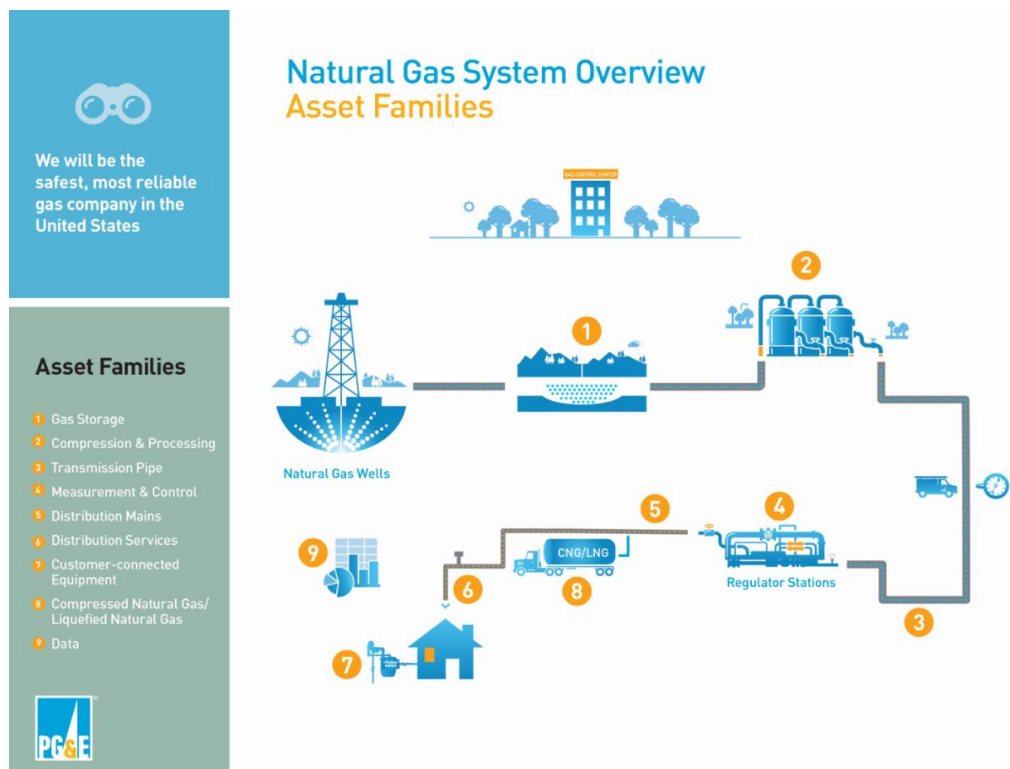 We will be the
safest, most reliable
gas company in the
United States
Natural Gas System Overview
Asset Families
GAS CONTROL CENTER
2
1
Natural Gas Wells
Asset Families
1 Gas Storage
2 Compression & Processing
3 Transmission Pipe
4 Measurement & Control
5 Distribution Mains
6 Distribution Services
7 Customer-connected
Equipment
8 Compressed Natural Gas/
Liquefied Natural Gas
9 Data
5
4
9
CNG/LNG
6
8
Regulator Stations
3
7
PG&E
®